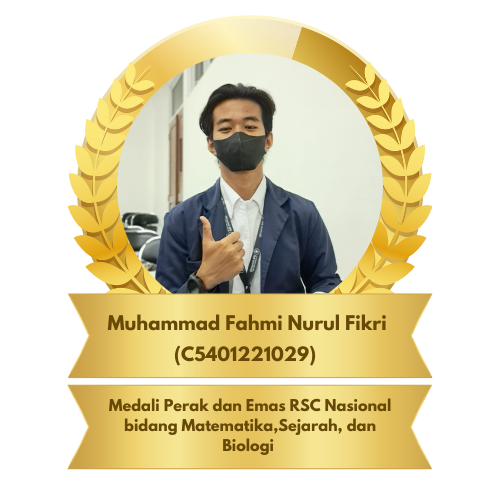 Muhammad Fahmi Nurul Fikri
(C5401221029)
Medali Perak dan Emas RSC Nasional
bidang Matematika,Sejarah, dan
Biologi